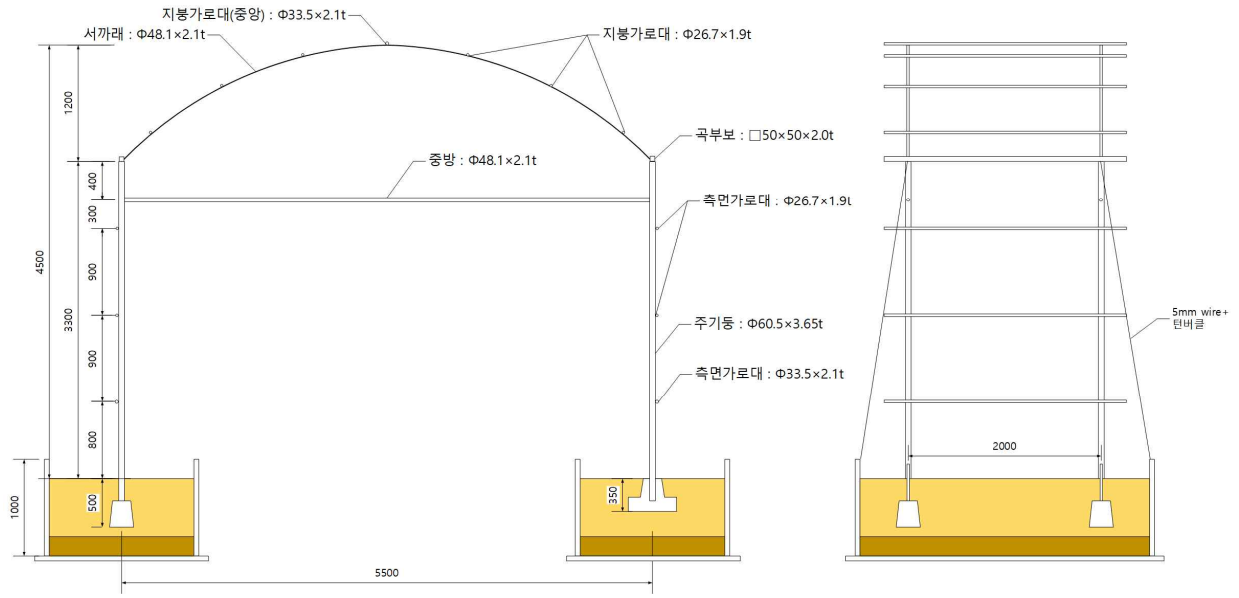 지붕가로대(중앙) : Φ33.5×2.1t
서까래 : Φ48.1×2.1t
지붕가로대 : Φ26.7×1.9t
1200
곡부보 : □50×50×2.0t
중방 : Φ48.1×2.1t
400
300
측면가로대 : Φ26.7×1.9t
4500
3300
900
주기둥 : Φ60.5×3.65t
5mm wire+
턴버클
900
측면가로대 : Φ33.5×2.1t
800
2000
1000
500
350
5500